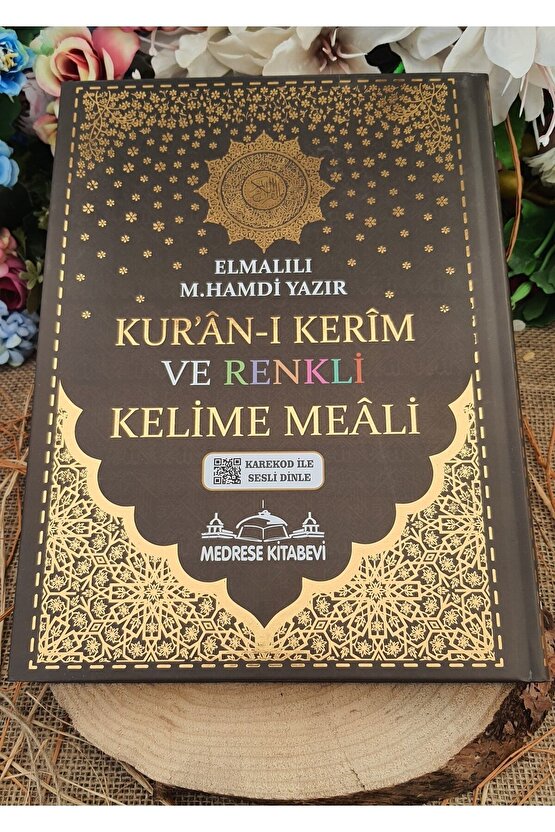 ELMALILI
M.HAMDİ YAZIR
KUR'ÂN-I KERÎM
VE RENKLİ
KELİME MEÂLİ
KAREKOD İLE
SESLİ DİNLE
MEDRESE KİTABEVİ